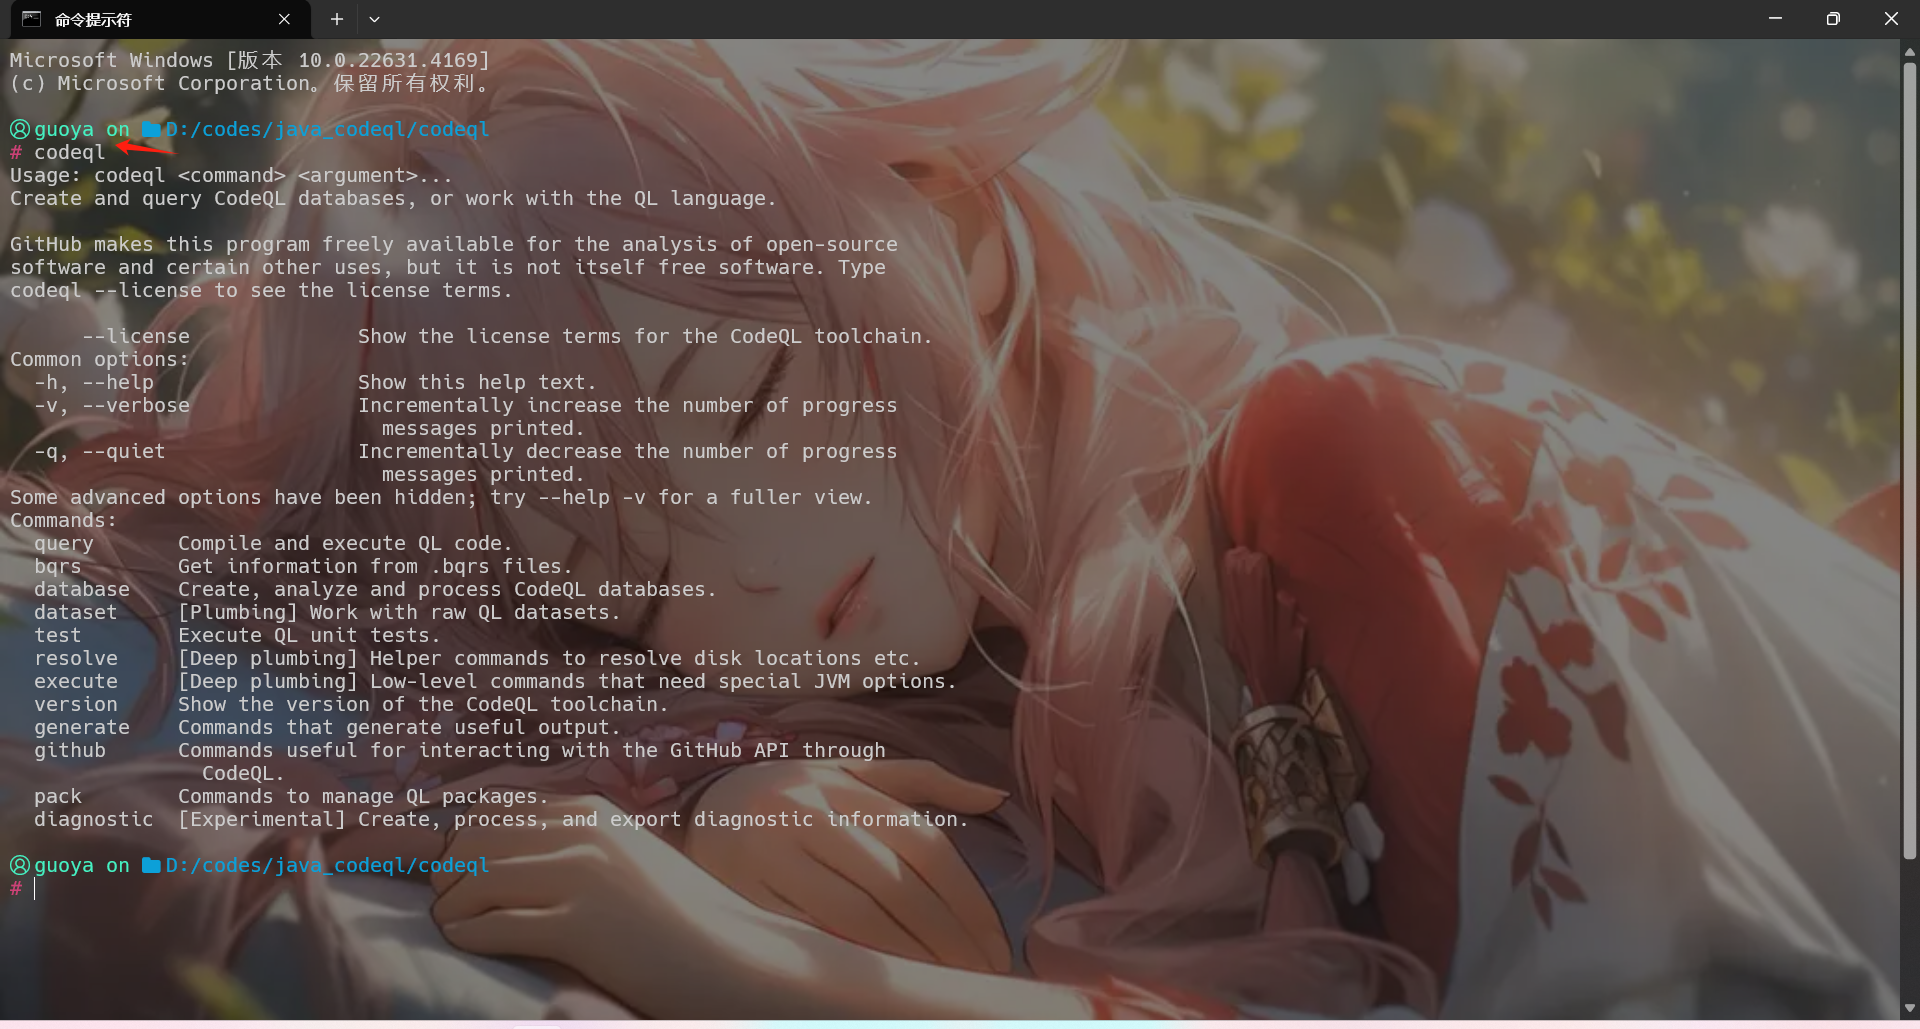 命令提示符
Microsoft Windows [版本 10.0.22631.4169]
(c) Microsoft Corporation。保留所有权利。
guoya on D:/codes/java_codeql/codeql
# codeql
Usage: codeql <command> <argument>...
Create and query CodeQL databases, or work with the QL language.
GitHub makes this program freely available for the analysis of open-source
software and certain other uses, but it is not itself free software. Type
codeql --license to see the license terms.
--license Show the license terms for the CodeQL toolchain.
Common options:
-h, --help Show this help text.
-v, --verbose Incrementally increase the number of progress
messages printed.
-q, --quiet Incrementally decrease the number of progress
messages printed.
Some advanced options have been hidden; try --help -v for a fuller view.
Commands:
query Compile and execute QL code.
bqrs Get information from .bqrs files.
database Create, analyze and process CodeQL databases.
dataset [Plumbing] Work with raw QL datasets.
test Execute QL unit tests.
resolve [Deep plumbing] Helper commands to resolve disk locations etc.
execute [Deep plumbing] Low-level commands that need special JVM options.
version Show the version of the CodeQL toolchain.
generate Commands that generate useful output.
github Commands useful for interacting with the GitHub API through
CodeQL.
pack Commands to manage QL packages.
diagnostic [Experimental] Create, process, and export diagnostic information.
guoya on D:/codes/java_codeql/codeql
#